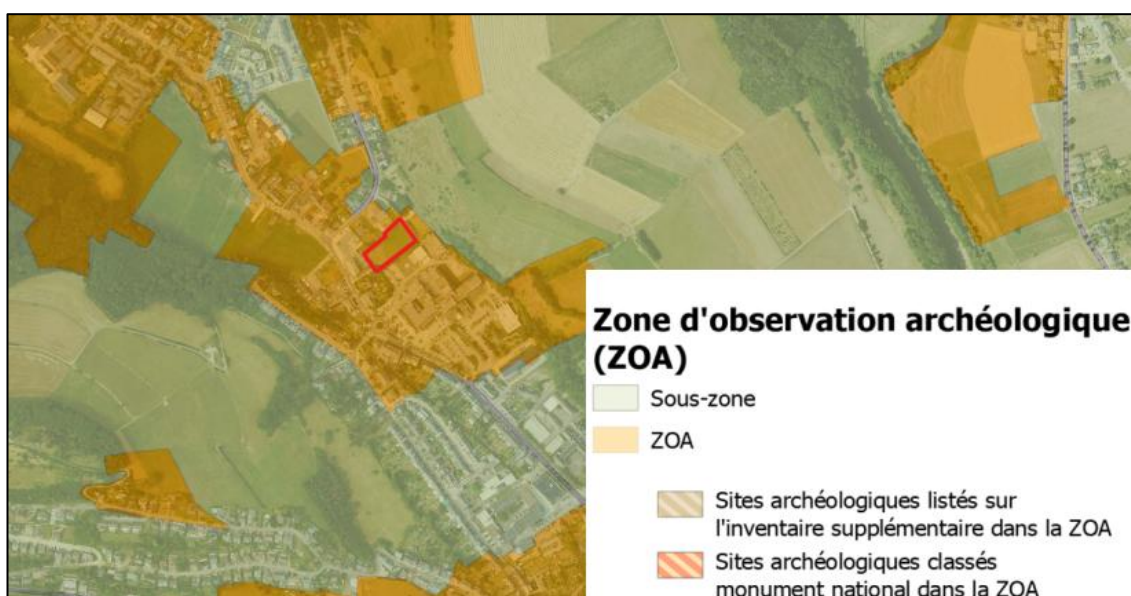 Zone d'observation archéologique
(ZOA)
Sous-zone
ZOA
Sites archéologiques listés sur
l'inventaire supplémentaire dans la ZOA
Sites archéologiques classés
monument national dans la ZOA